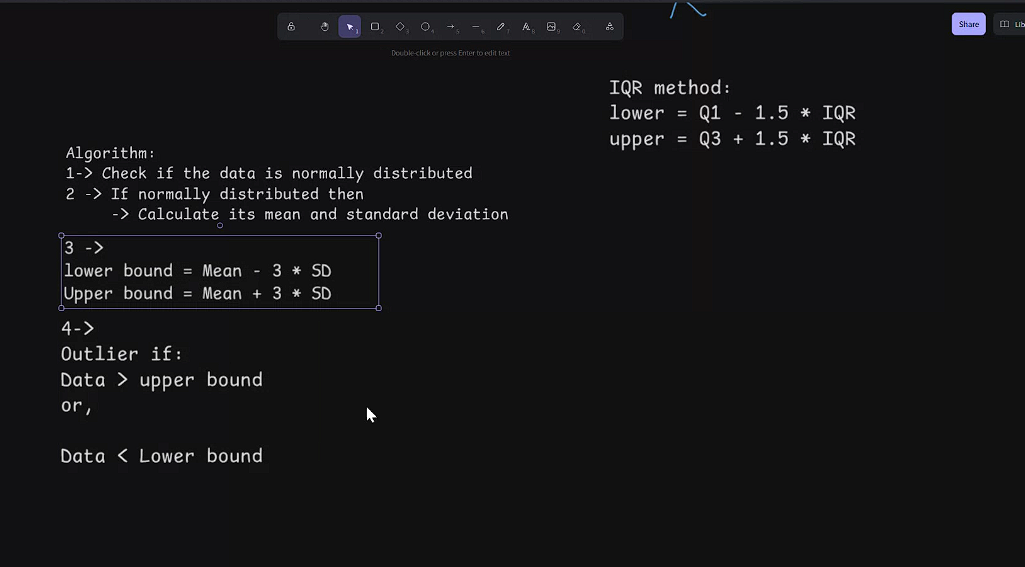 Share
Lib
Double-click or press Enter to edit text
IQR method:
lower = Q1 - 1.5 * IQR
upper = Q3 + 1.5 * IQR
Algorithm:
1-> Check if the data is normally distributed
2 -> If normally distributed then
-> Calculate its mean and standard deviation
3 ->
lower bound = Mean - 3 * SD
Upper bound = Mean + 3 * SD
4->
Outlier if:
Data > upper bound
or,
Data < Lower bound